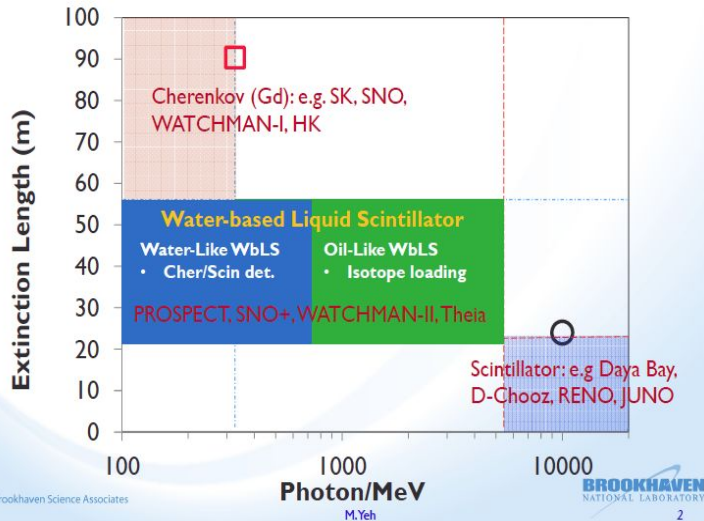 Extinction Length (m)
100
90
80
70
60
50
40
30
20
10
0
Cherenkov (Gd): e.g. SK, SNO,
WATCHMAN-I, HK
Water-based Liquid Scintillator
Water-Like WbLS
• Cher/Scin det.
Oil-Like WbLS
• Isotope loading
PROSPECT, SNO+, WATCHMAN-II, Theia
Scintillator: e.g Daya Bay,
D-Chooz, RENO, JUNO
100
1000
10000
Photon/MeV
rookhaven Science Associates
M.Yeh
BROOKHAVEN
NATIONAL LABORATORY
2